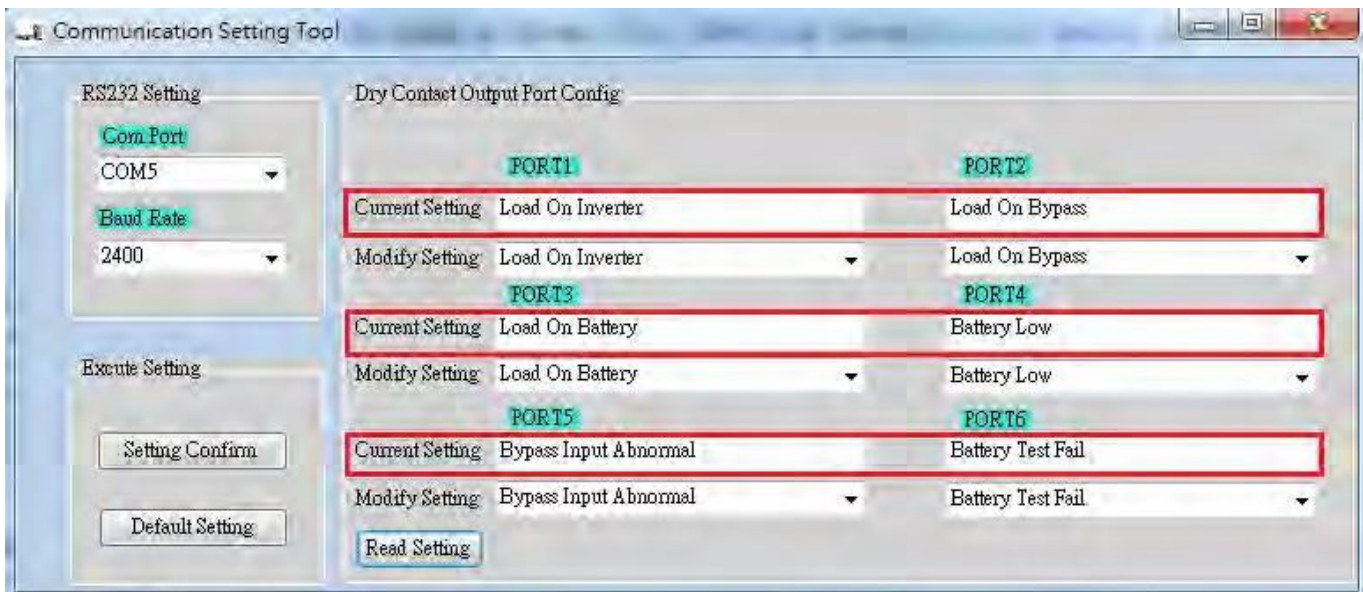 Communication Setting Tool
RS232 Setting
Com Port
COM5
Baud Rate
2400
Excute Setting
Setting Confirm
Default Setting
Dry Contact Output Port Config
PORT1 PORT2
Current Setting Load On Inverter Load On Bypass
Modify Setting Load On Inverter Load On Bypass
PORT3 PORT4
Current Setting Load On Battery Battery Low
Modify Setting Load On Battery Battery Low
PORT5 PORT6
Current Setting Bypass Input Abnormal Battery Test Fail
Modify Setting Bypass Input Abnormal Battery Test Fail
Read Setting